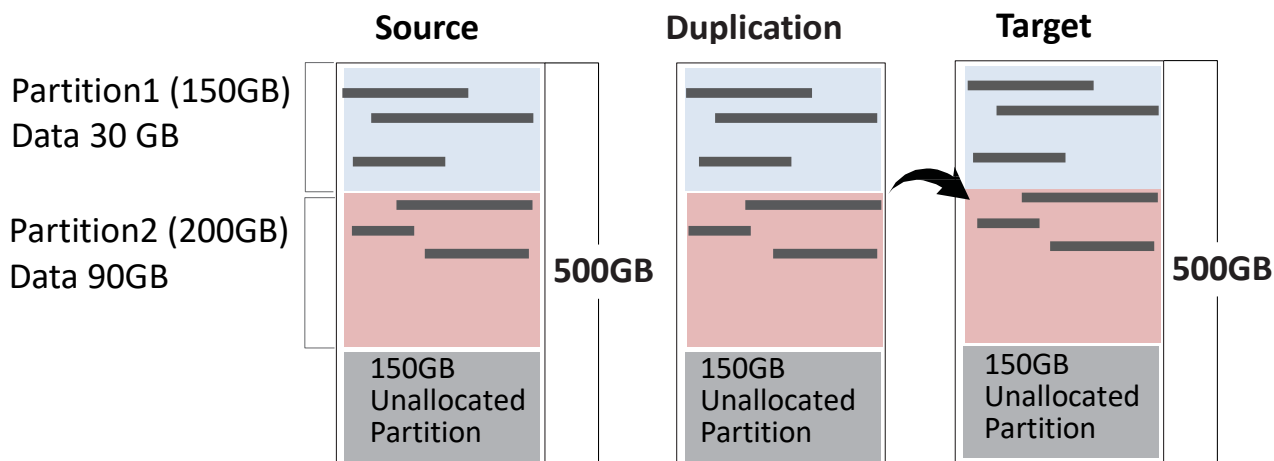 Source
Duplication
Target
Partition1 (150GB)
Data 30 GB
Partition2 (200GB)
Data 90GB
500GB
500GB
150GB
Unallocated
Partition
150GB
Unallocated
Partition
150GB
Unallocated
Partition